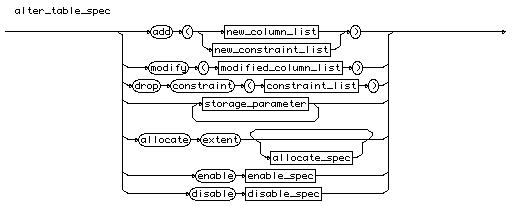 alter_table_spec
add ( new_column_list )
new_constraint_list
modify ( modified_column_list )
drop constraint ( constraint_list )
storage_parameter
allocate extent
allocate_spec
enable enable_spec
disable disable_spec